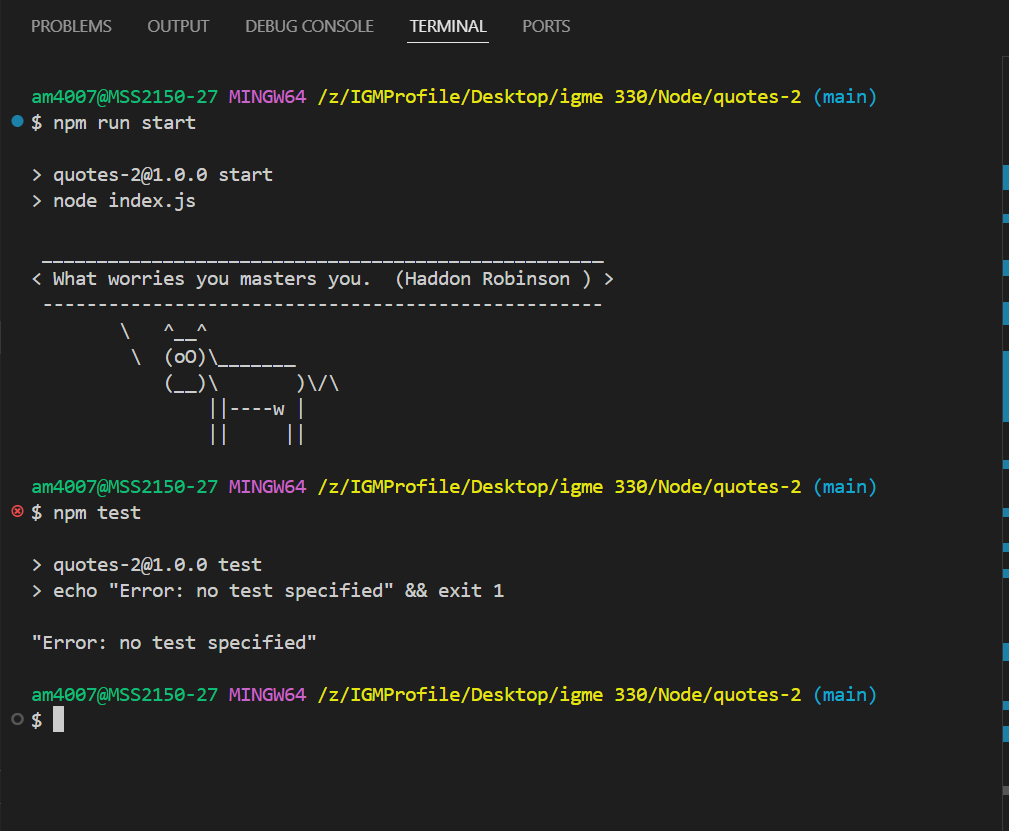 PROBLEMS OUTPUT DEBUG CONSOLE TERMINAL PORTS
am4007@MSS2150-27 MINGW64 /z/IGMProfile/Desktop/igme 330/Node/quotes-2 (main)
$ npm run start
> quotes-2@1.0.0 start
> node index.js
 ___________________________________________________
< What worries you masters you.  (Haddon Robinson ) >
 ---------------------------------------------------
        \   ^__^
         \  (oO)\_______
            (__)\       )\/\
                ||----w |
                ||     ||
am4007@MSS2150-27 MINGW64 /z/IGMProfile/Desktop/igme 330/Node/quotes-2 (main)
$ npm test
> quotes-2@1.0.0 test
> echo "Error: no test specified" && exit 1
"Error: no test specified"
am4007@MSS2150-27 MINGW64 /z/IGMProfile/Desktop/igme 330/Node/quotes-2 (main)
$